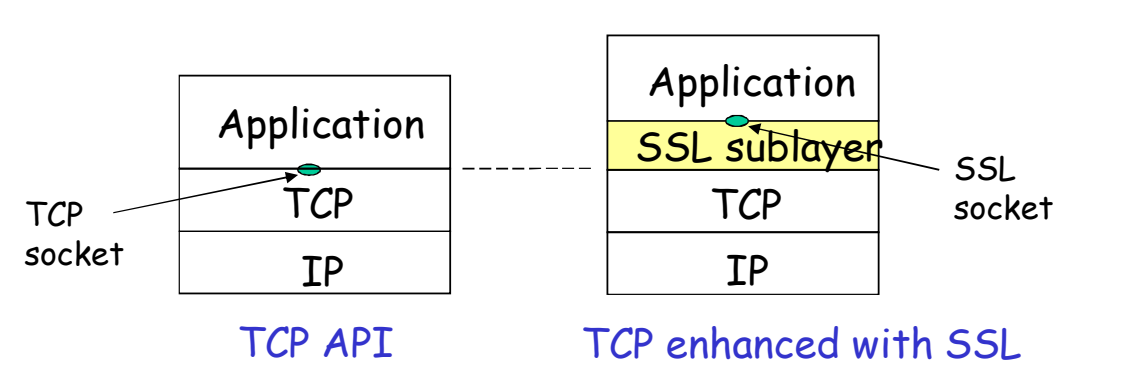 Application
TCP
socket
TCP
IP
TCP API
Application
SSL sublayer
SSL
socket
TCP
IP
TCP enhanced with SSL